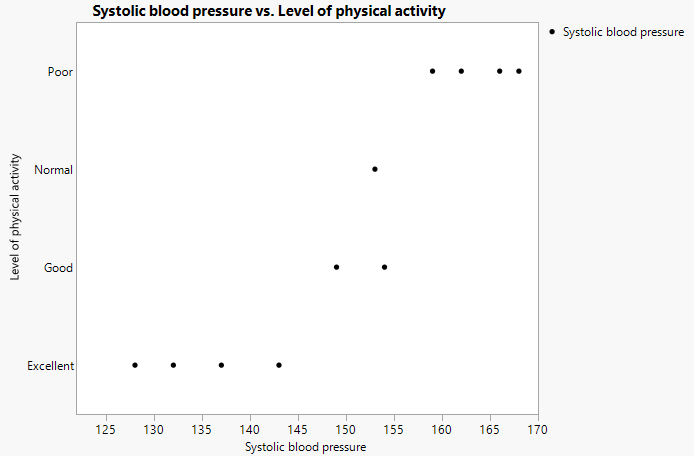 Systolic blood pressure vs. Level of physical activity
Systolic blood pressure
Poor
Normal
Good
Excellent
Level of physical activity
125 130 135 140 145 150 155 160 165 170
Systolic blood pressure